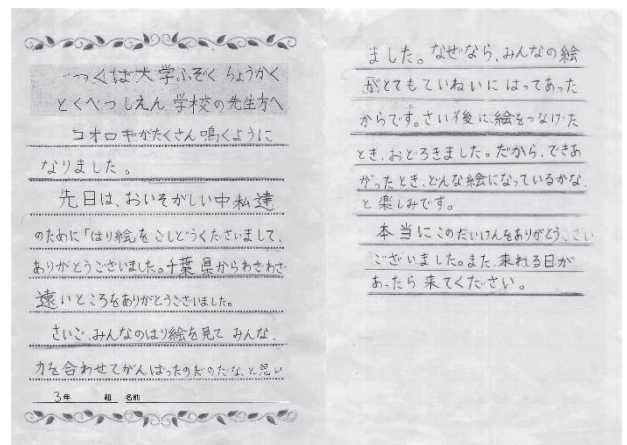 つくば大学ふぞく ちょうかく
とくべつしえん 学校の先生方へ
コオロギがたくさん鳴くように
なりました。
先日は、おいそがしい中私達
のために「はり絵」を ごしどうくださいまして、
ありがとうございました。千葉県からわざわざ
遠いところをありがとうございました。
さいご、みんなのはり絵を見て みんな、
力を合わせてがんばったのだのだな、と思い
3年 組 名前
ました。なぜなら、みんなの絵
がとてもていねいに はってあった
からです。さい後に絵をつなげた
とき、おどろきました。だから、できあ
がったとき、どんな絵になっているかな、
と楽しみです。
本当にこのたいけんをありがとう、ざい
ございました。また、来れる日が
あったら 来てください。